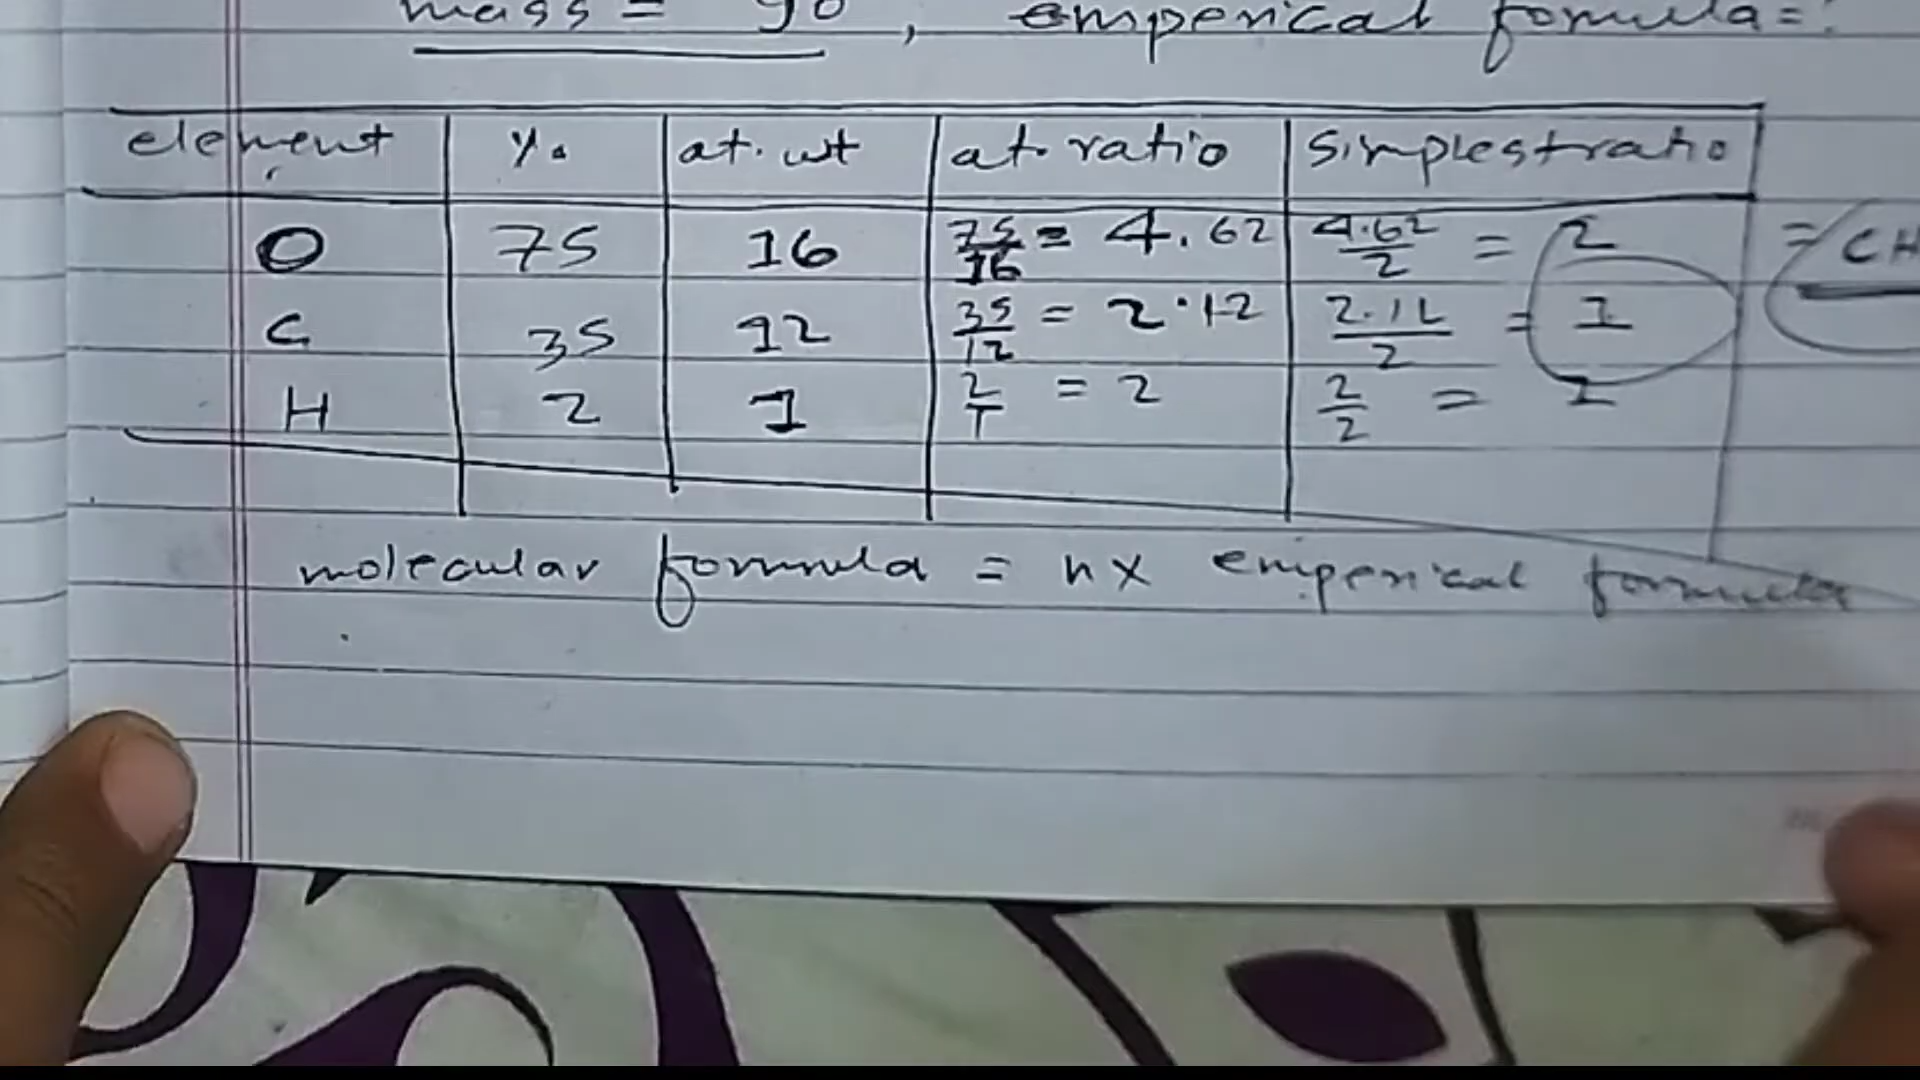 mass = 90, emperical formula = ?
element % at. wt at. ratio Simplest ratio
O 75 16 75/16 = 4.62 4.62/2 = 2 = CH
C 35 12 35/12 = 2.12 2.12/2 = 1
H 2 1 2/1 = 2 2/2 = 1
molecular formula = n x emperical formula